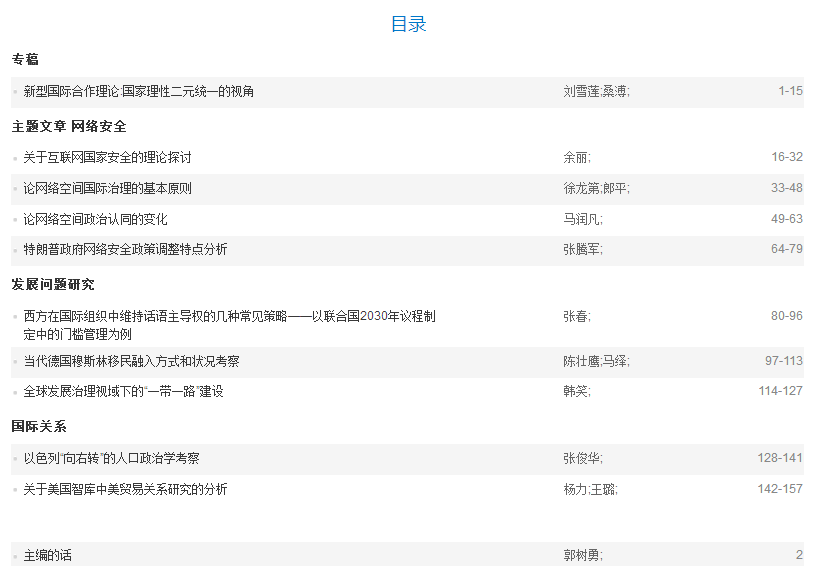 目录
专稿
新型国际合作理论:国家理性二元统一的视角 刘雪莲;桑溥; 1-15
主题文章 网络安全
关于互联网国家安全的理论探讨 余丽; 16-32
论网络空间国际治理的基本原则 徐龙第;郎平; 33-48
论网络空间政治认同的变化 马润凡; 49-63
特朗普政府网络安全政策调整特点分析 张腾军; 64-79
发展问题研究
西方在国际组织中维持话语主导权的几种常见策略——以联合国2030年议程制 张春; 80-96
定中的门槛管理为例
当代德国穆斯林移民融入方式和状况考察 陈壮鹰;马绎; 97-113
全球发展治理视域下的“一带一路”建设 韩笑; 114-127
国际关系
以色列“向右转”的人口政治学考察 张俊华; 128-141
关于美国智库中美贸易关系研究的分析 杨力;王璐; 142-157
主编的话 郭树勇; 2